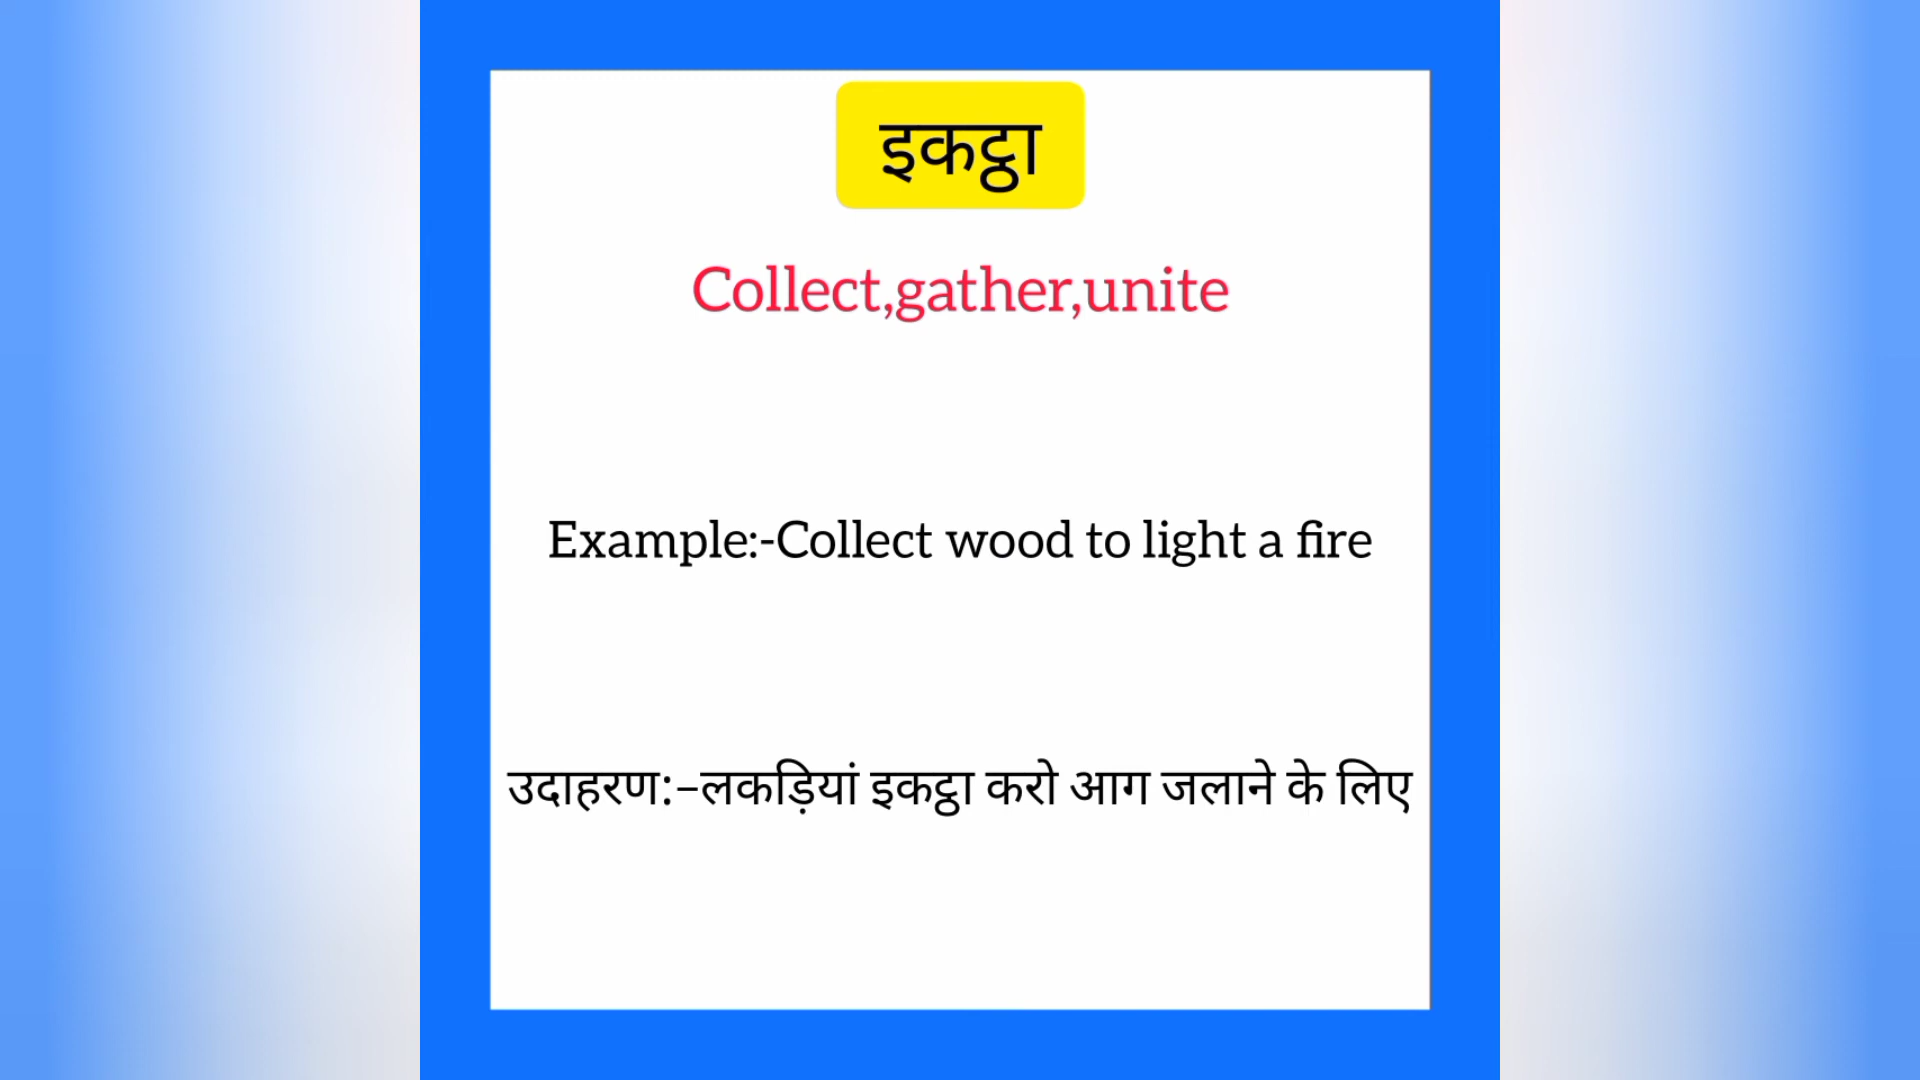 इकट्ठा
Collect,gather,unite
Example:-Collect wood to light a fire
उदाहरण:–लकड़ियां इकट्ठा करो आग जलाने के लिए